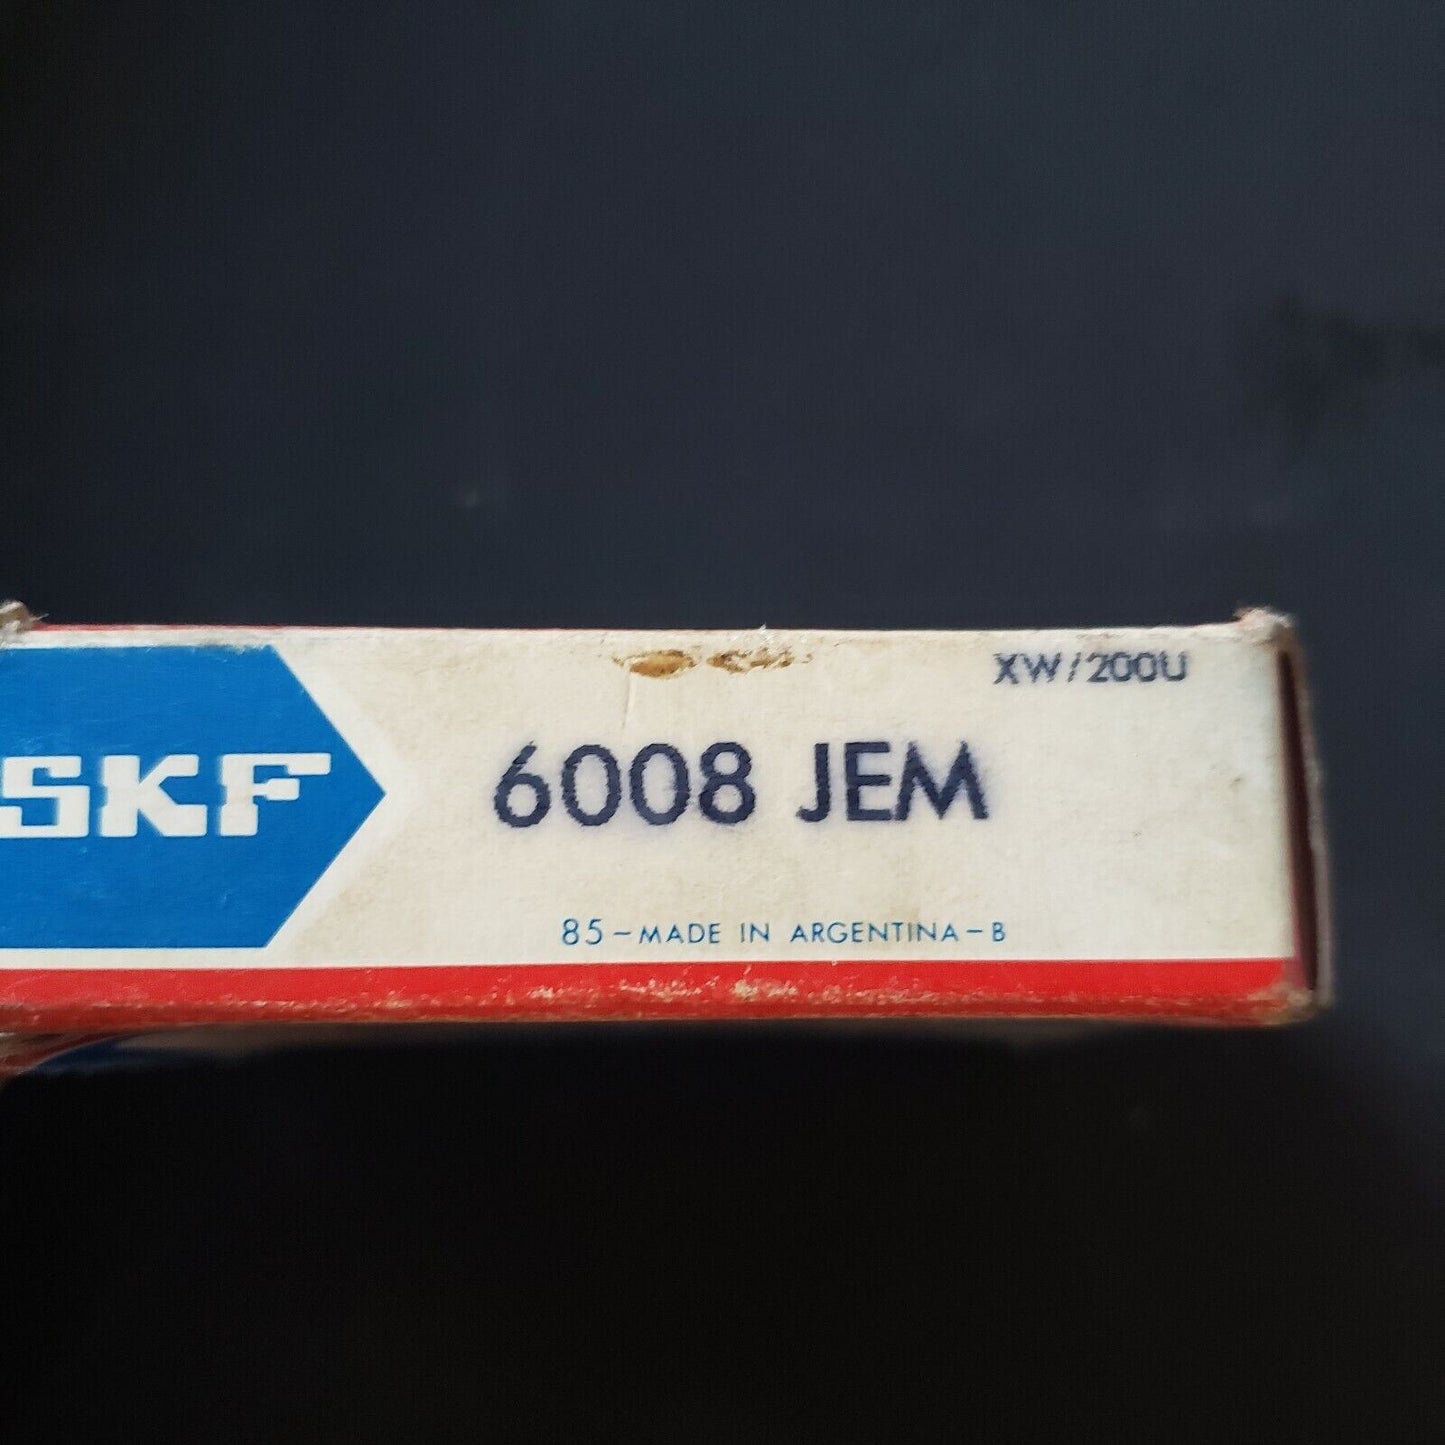 XW/200U
SKF
6008 JEM
85-MADE IN ARGENTINA-B